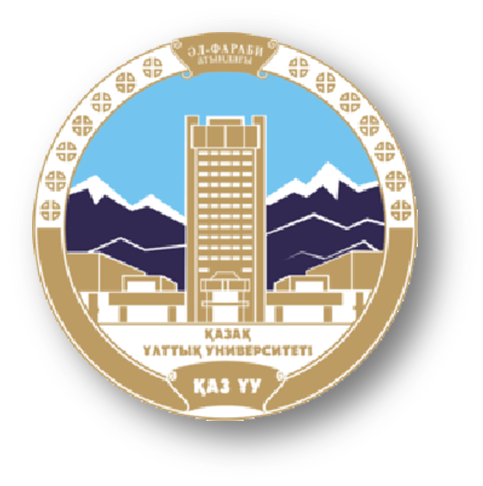 ӘЛ-ФАРАБИ
АТЫНДАҒЫ
ҚАЗАҚ
ҰЛТТЫҚ УНИВЕРСИТЕТІ
ҚАЗ ҰУ